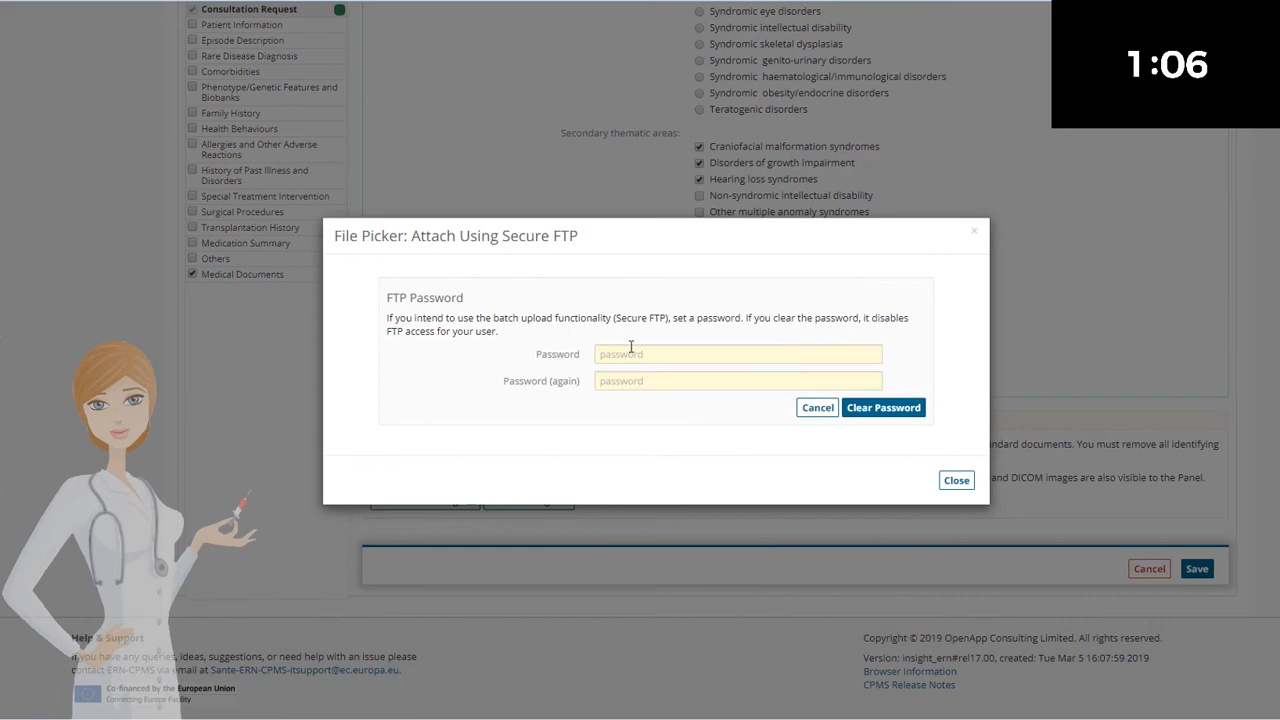 Consultation Request
Patient Information
Episode Description
Rare Disease Diagnosis
Comorbidities
Phenotype/Genetic Features and
Biobanks
Family History
Health Behaviours
Allergies and Other Adverse
Reactions
History of Past Illness and
Disorders
Special Treatment Intervention
Surgical Procedures
Transplantation History
Medication Summary
Others
Medical Documents
Syndromic eye disorders
Syndromic intellectual disability
Syndromic skeletal dysplasias
Syndromic genito-urinary disorders
Syndromic haematological/immunological disorders
Syndromic obesity/endocrine disorders
Teratogenic disorders
Secondary thematic areas:
Craniofacial malformation syndromes
Disorders of growth impairment
Hearing loss syndromes
Non-syndromic intellectual disability
Other multiple anomaly syndromes
1:06
File Picker: Attach Using Secure FTP
×
FTP Password
If you intend to use the batch upload functionality (Secure FTP), set a password. If you clear the password, it disables
FTP access for your user.
Password password
Password (again) password
Cancel Clear Password
Close
documents. You must remove all identifying
and DICOM images are also visible to the Panel.
Cancel Save
Help & Support
If you have any queries, ideas, suggestions, or need help with an issue please
contact ERN-CPMS via email at Sante-ERN-CPMS-itsupport@ec.europa.eu.
Co-financed by the European Union
Connecting Europe Facility
Copyright © 2019 OpenApp Consulting Limited. All rights reserved.
Version: insight_ern#rel17.00, created: Tue Mar 5 16:07:59 2019
Browser Information
CPMS Release Notes